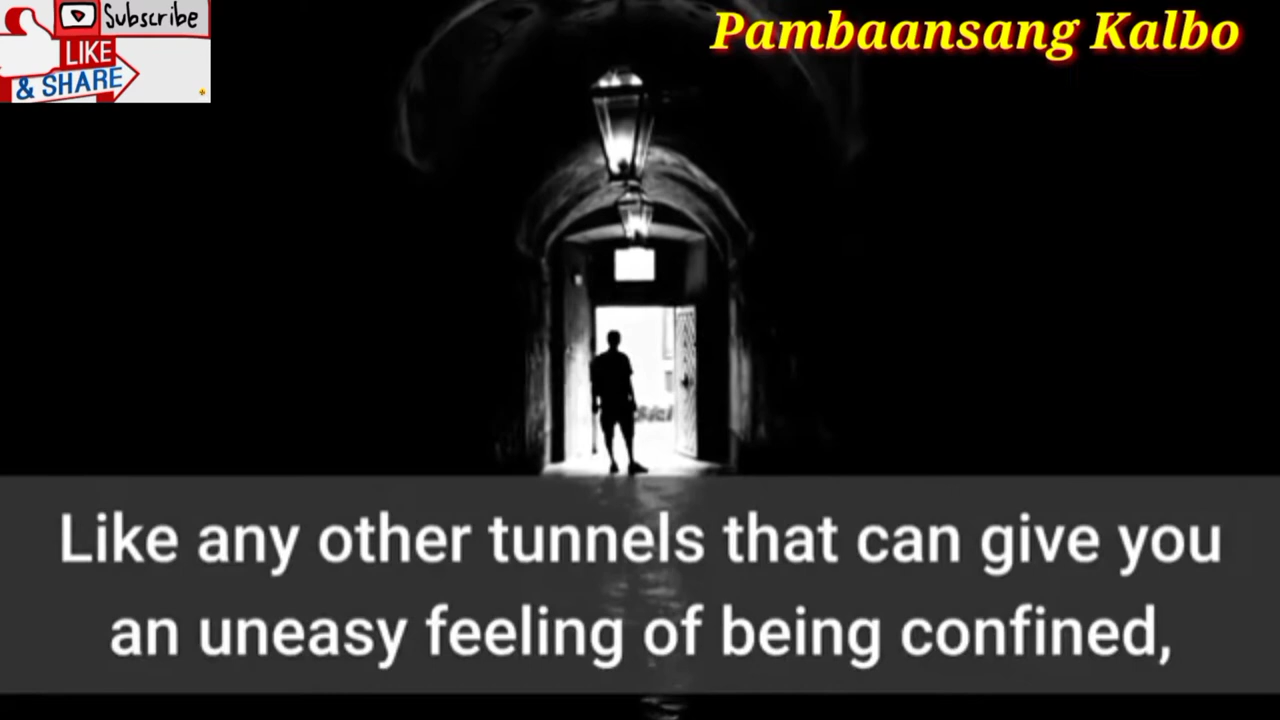 Subscribe
LIKE
& SHARE
Pambaansang Kalbo
Like any other tunnels that can give you
an uneasy feeling of being confined,